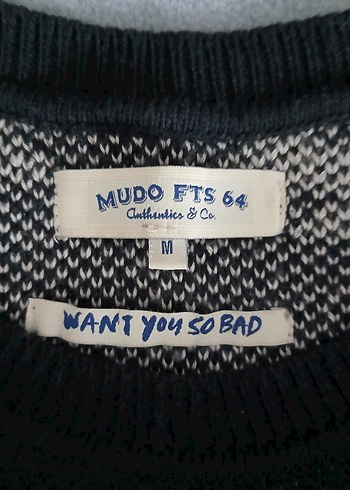 MUDO FTS 64
Authentics & Co.
M
WANT YOU SO BAD